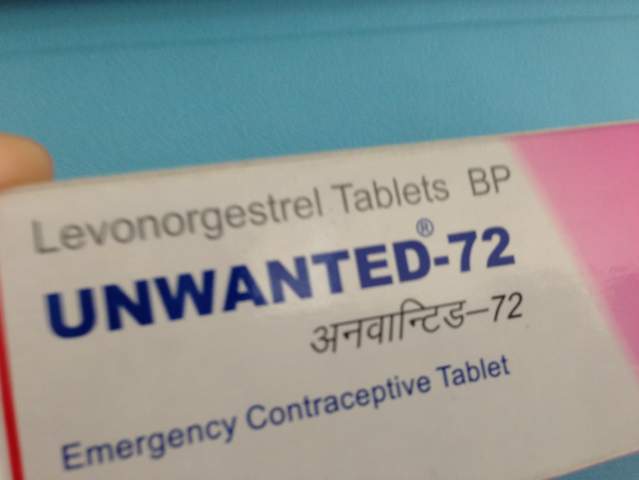 Levonorgestrel Tablets BP
UNWANTED®-72
अनवान्टिड–72
Emergency Contraceptive Tablet